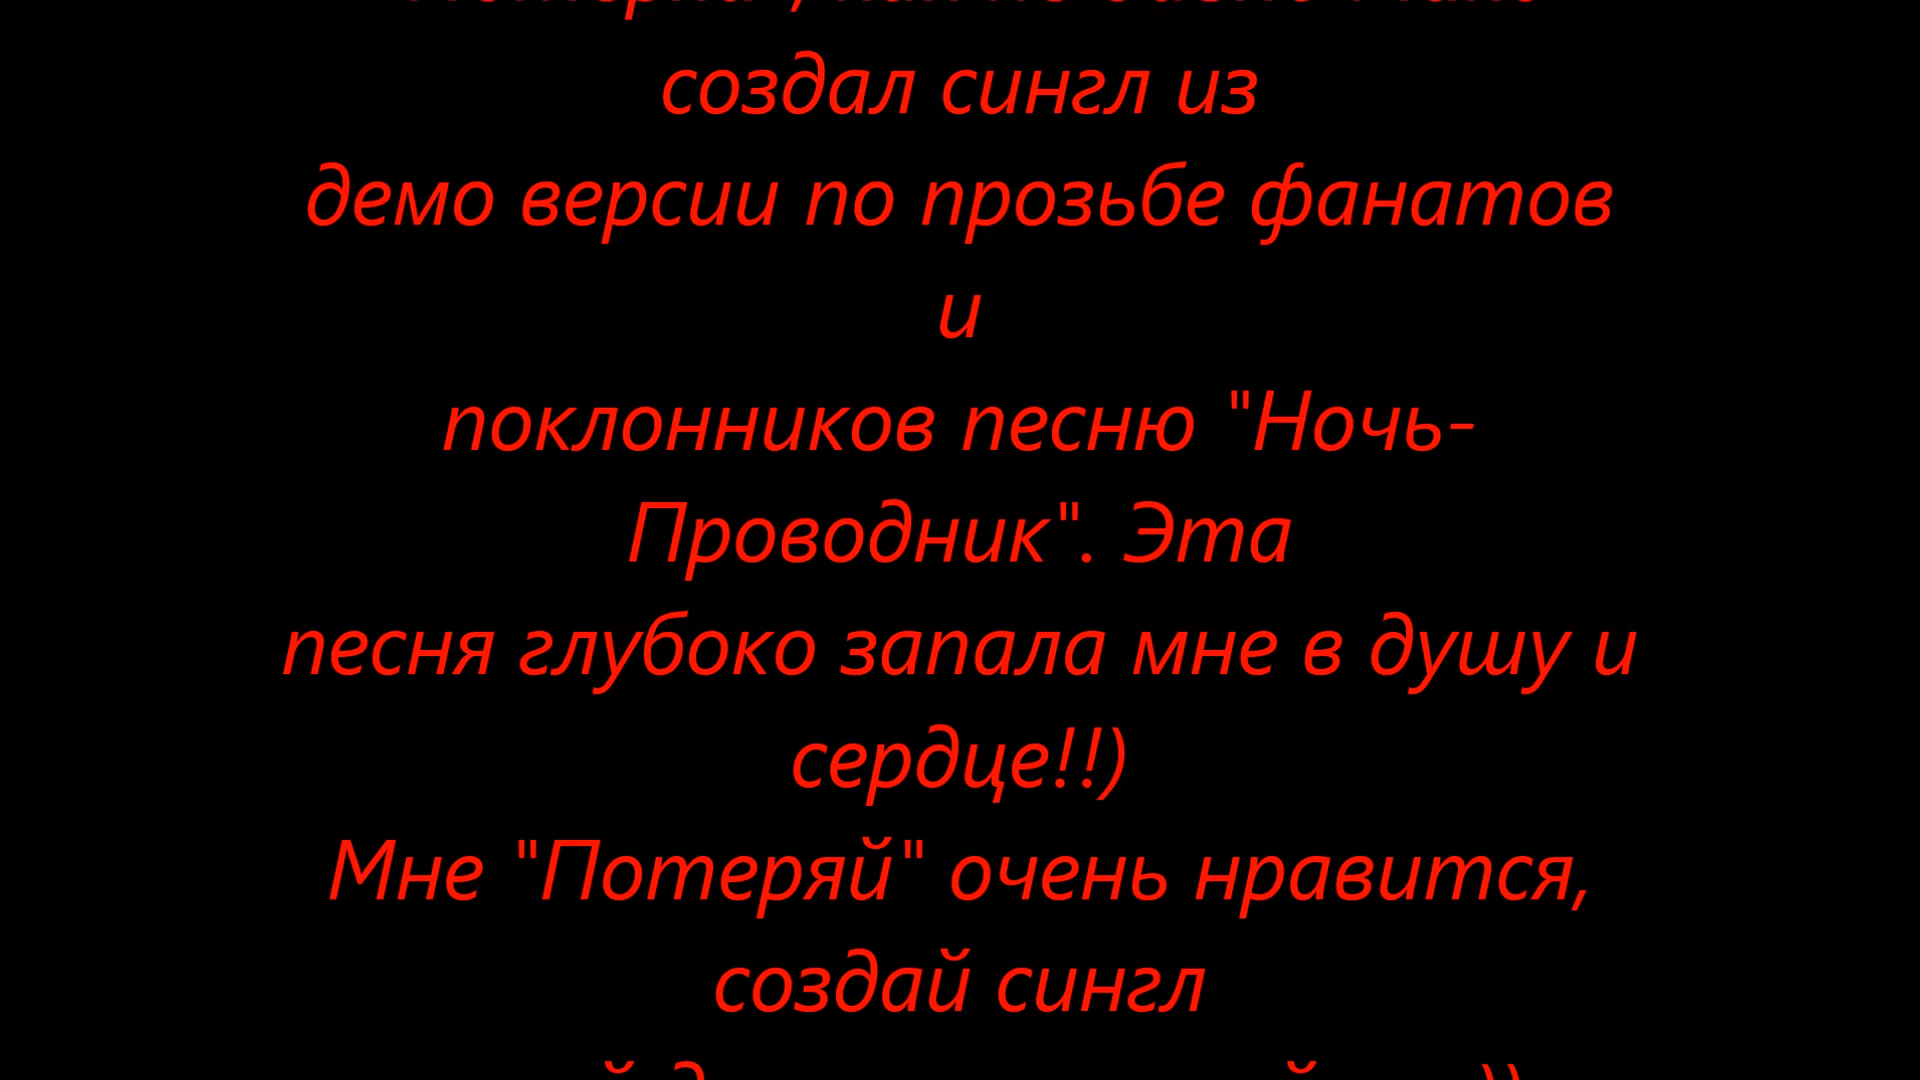 создал сингл из
демо версии по прозьбе фанатов
и
поклонников песню "Ночь-
Проводник". Эта
песня глубоко запала мне в душу и
сердце!!)
Мне "Потеряй" очень нравится,
создай сингл